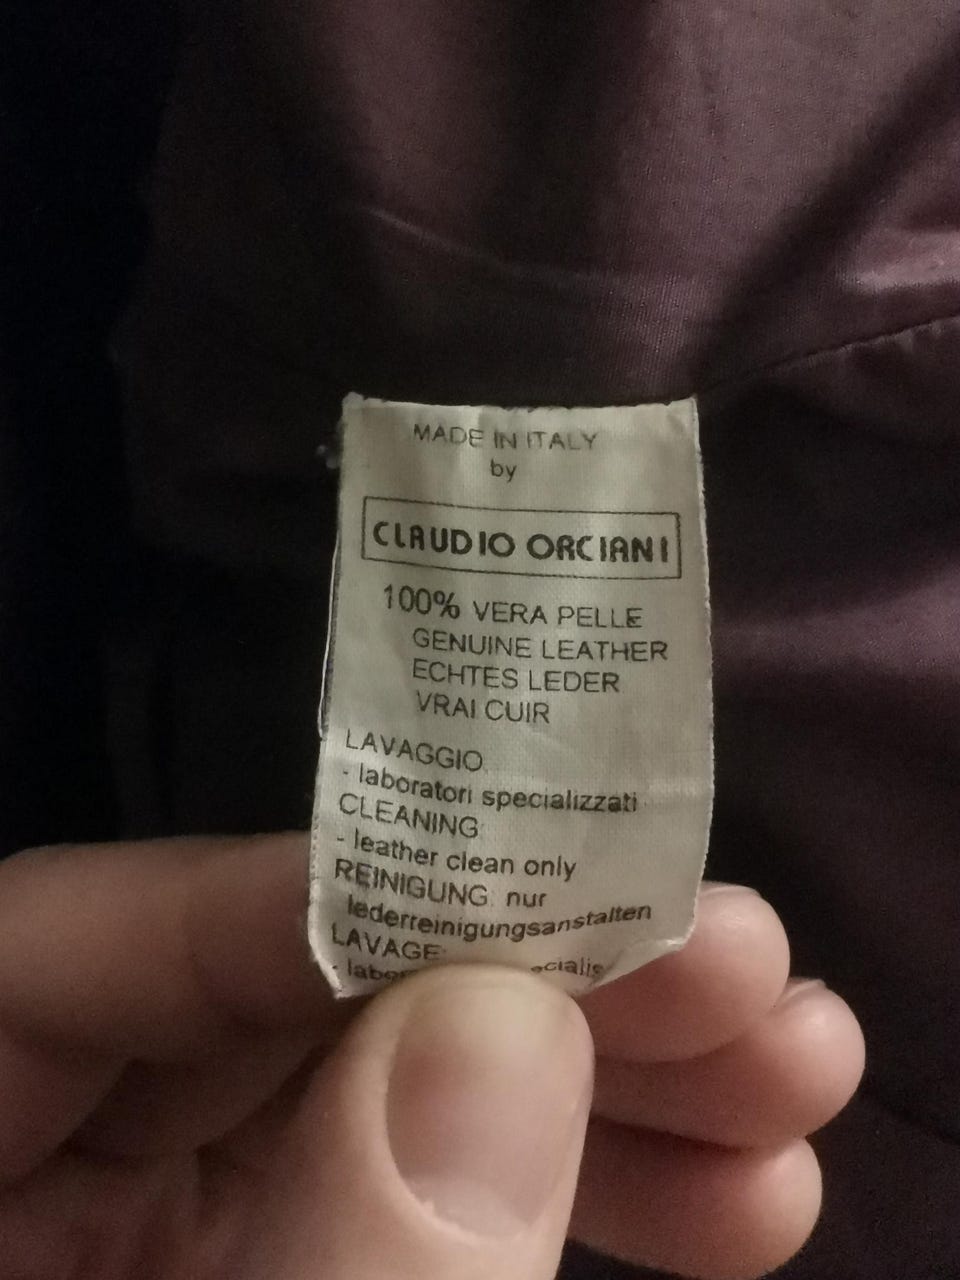 MADE IN ITALY
by
CLAUDIO ORCIANI
100% VERA PELLE
GENUINE LEATHER
ECHTES LEDER
VRAI CUIR
LAVAGGIO:
- laboratori specializzati
CLEANING:
- leather clean only
REINIGUNG: nur
lederreinigungsanstalten
LAVAGE: